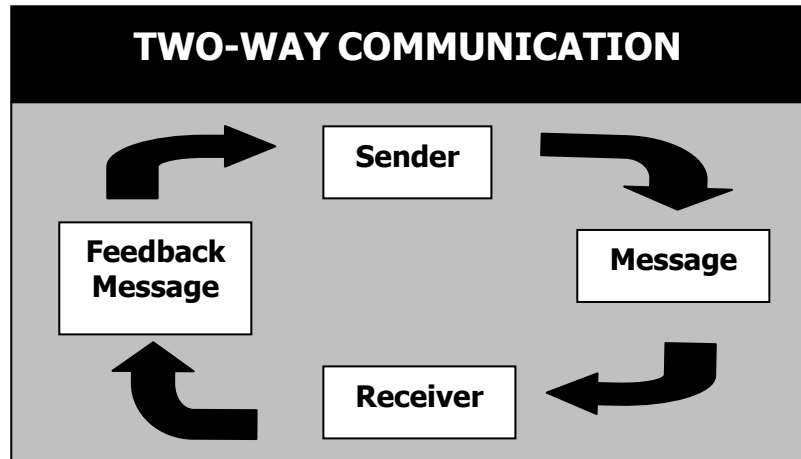 TWO-WAY COMMUNICATION
Sender
Message
Receiver
Feedback
Message